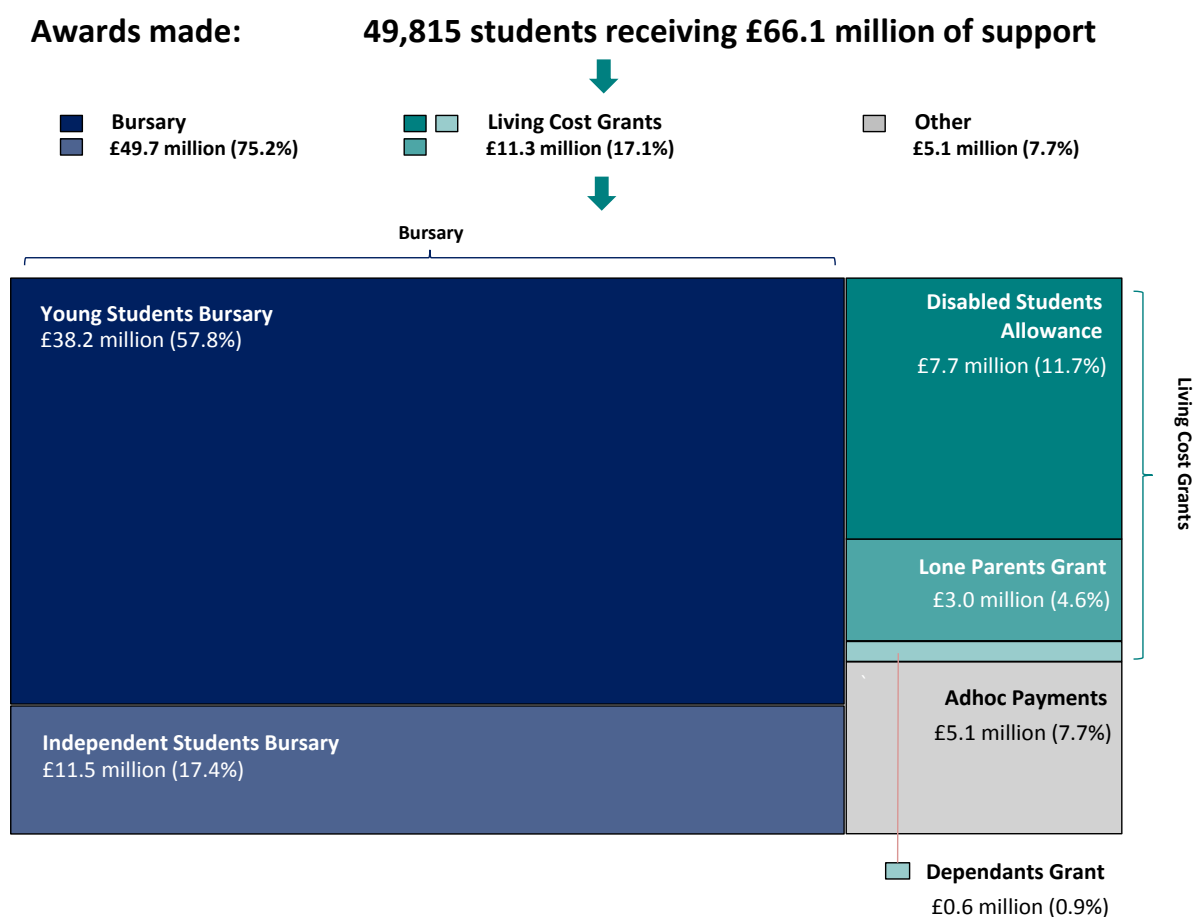 Awards made: 49,815 students receiving £66.1 million of support
Bursary
£49.7 million (75.2%)
Living Cost Grants
£11.3 million (17.1%)
Other
£5.1 million (7.7%)
Bursary
Young Students Bursary
£38.2 million (57.8%)
Independent Students Bursary
£11.5 million (17.4%)
Disabled Students
Allowance
£7.7 million (11.7%)
Lone Parents Grant
£3.0 million (4.6%)
Living Cost Grants
Adhoc Payments
£5.1 million (7.7%)
Dependants Grant
£0.6 million (0.9%)